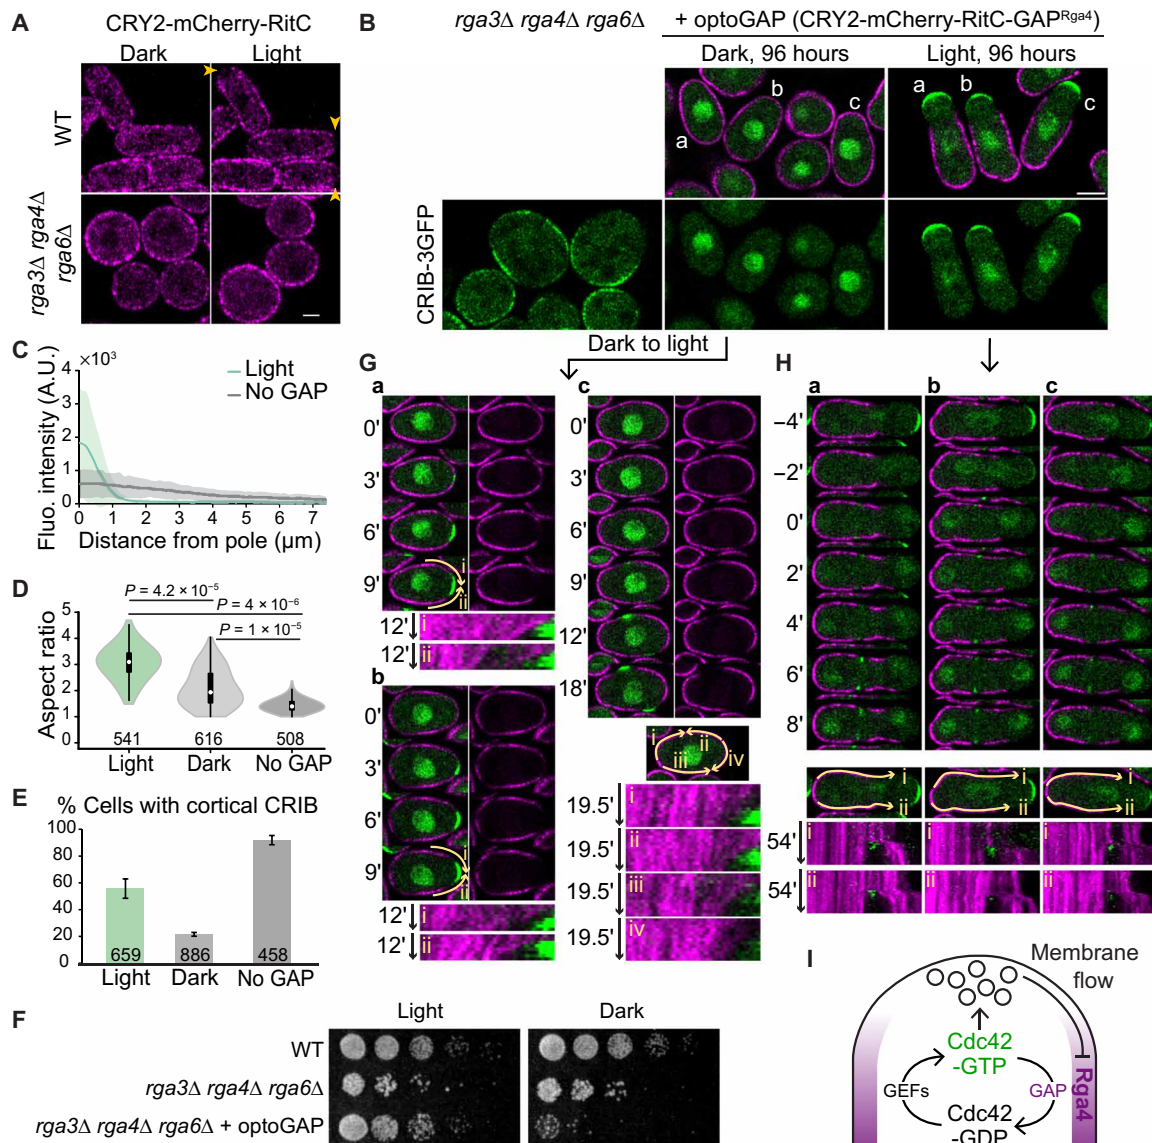 A
CRY2-mCherry-RitC
Dark Light
WT
rga3Δ rga4Δ
rga6Δ
B
rga3Δ rga4Δ rga6Δ + optoGAP (CRY2-mCherry-RitC-GAP^Rga4)
Dark, 96 hours Light, 96 hours
a b c
a b c
CRIB-3GFP
Dark to light
C
×10³
Fluo. intensity (A.U.)
4
3
2
1
0
Light
No GAP
0 1 2 3 4 5 6 7
Distance from pole (µm)
D
P = 4.2 × 10⁻⁵
P = 4 × 10⁻⁶
P = 1 × 10⁻⁵
Aspect ratio
5
4
3
2
1
0
541 616 508
Light Dark No GAP
E
% Cells with cortical CRIB
100
80
60
40
20
0
659 886 458
Light Dark No GAP
F
Light Dark
WT
rga3Δ rga4Δ rga6Δ
rga3Δ rga4Δ rga6Δ + optoGAP
G
a
0'
3'
6'
9'
i
ii
12' i
12' ii
b
0'
3'
6'
9'
i
ii
12' i
12' ii
c
0'
3'
6'
9'
12'
18'
i ii iii iv
19.5' i
19.5' ii
19.5' iii
19.5' iv
H
a b c
−4'
−2'
0'
2'
4'
6'
8'
i i i
ii ii ii
54' i i i
54' ii ii ii
I
Membrane
flow
Cdc42
-GTP
GEFs
GAP
Rga4
Cdc42
-GDP